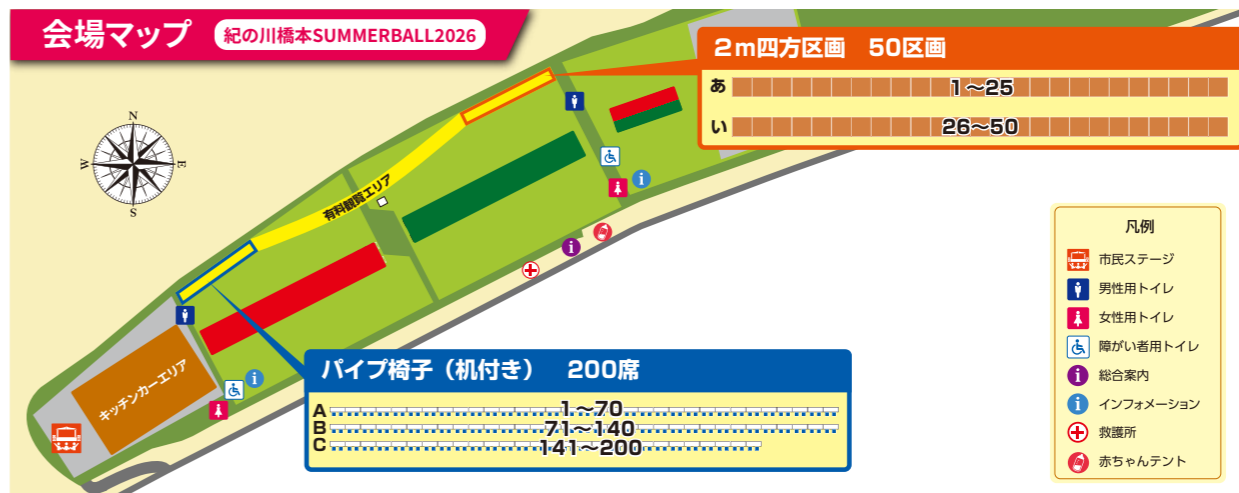 会場マップ 紀の川橋本SUMMERBALL2026
N
W E
S
2m四方区画 50区画
あ 1～25
い 26～50
有料観覧エリア
キッチンカーエリア
パイプ椅子（机付き） 200席
A 1～70
B 71～140
C 141～200
凡例
市民ステージ
男性用トイレ
女性用トイレ
障がい者用トイレ
i 総合案内
i インフォメーション
救護所
赤ちゃんテント
i
i
i